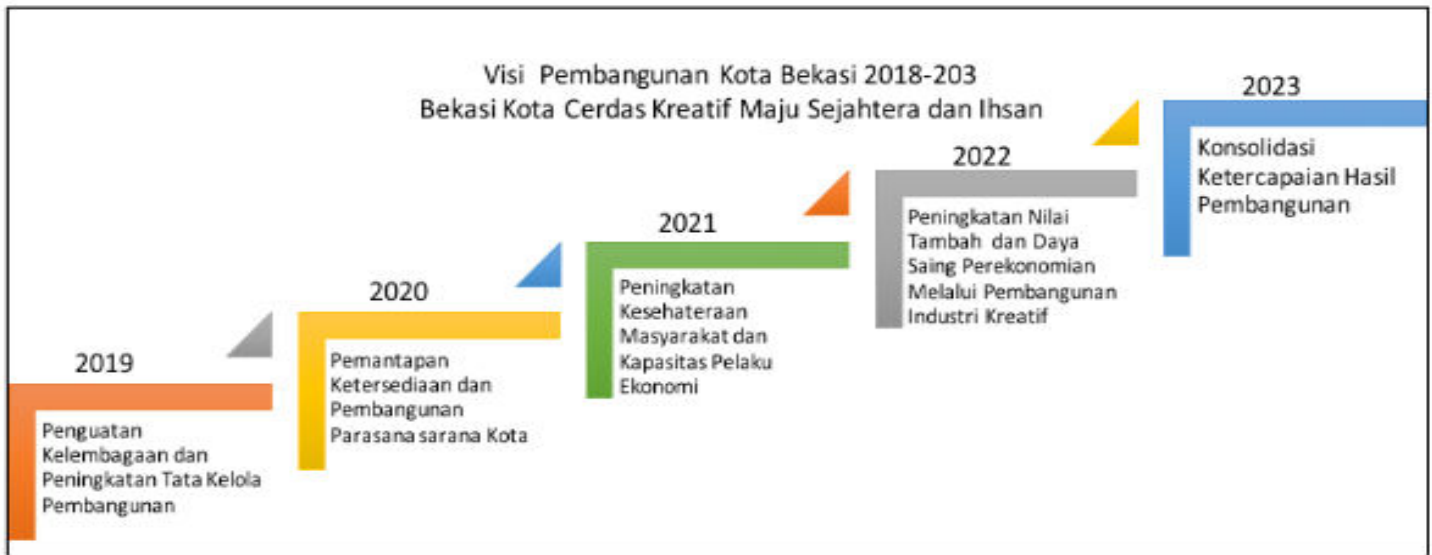 Visi Pembangunan Kota Bekasi 2018-203
Bekasi Kota Cerdas Kreatif Maju Sejahtera dan Ihsan
2019
Penguatan
Kelembagaan dan
Peningkatan Tata Kelola
Pembangunan
2020
Pemantapan
Ketersediaan dan
Pembangunan
Parasana sarana Kota
2021
Peningkatan
Kesehateraan
Masyarakat dan
Kapasitas Pelaku
Ekonomi
2022
Peningkatan Nilai
Tambah dan Daya
Saing Perekonomian
Melalui Pembangunan
Industri Kreatif
2023
Konsolidasi
Ketercapaian Hasil
Pembangunan